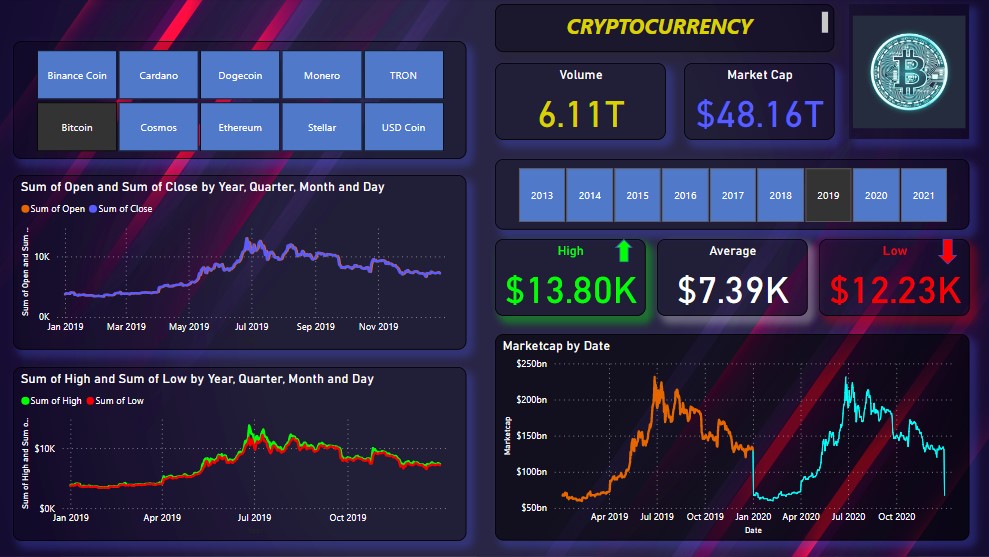 CRYPTOCURRENCY
Binance Coin Cardano Dogecoin Monero TRON
Bitcoin Cosmos Ethereum Stellar USD Coin
Volume
6.11T
Market Cap
$48.16T
2013 2014 2015 2016 2017 2018 2019 2020 2021
High
$13.80K
Average
$7.39K
Low
$12.23K
Sum of Open and Sum of Close by Year, Quarter, Month and Day
Sum of Open Sum of Close
Sum of Open and Sum ...
10K
0K
Jan 2019 Mar 2019 May 2019 Jul 2019 Sep 2019 Nov 2019
Sum of High and Sum of Low by Year, Quarter, Month and Day
Sum of High Sum of Low
Sum of High and Sum o...
$10K
$0K
Jan 2019 Apr 2019 Jul 2019 Oct 2019
Marketcap by Date
Marketcap
$250bn
$200bn
$150bn
$100bn
$50bn
Apr 2019 Jul 2019 Oct 2019 Jan 2020 Apr 2020 Jul 2020 Oct 2020
Date